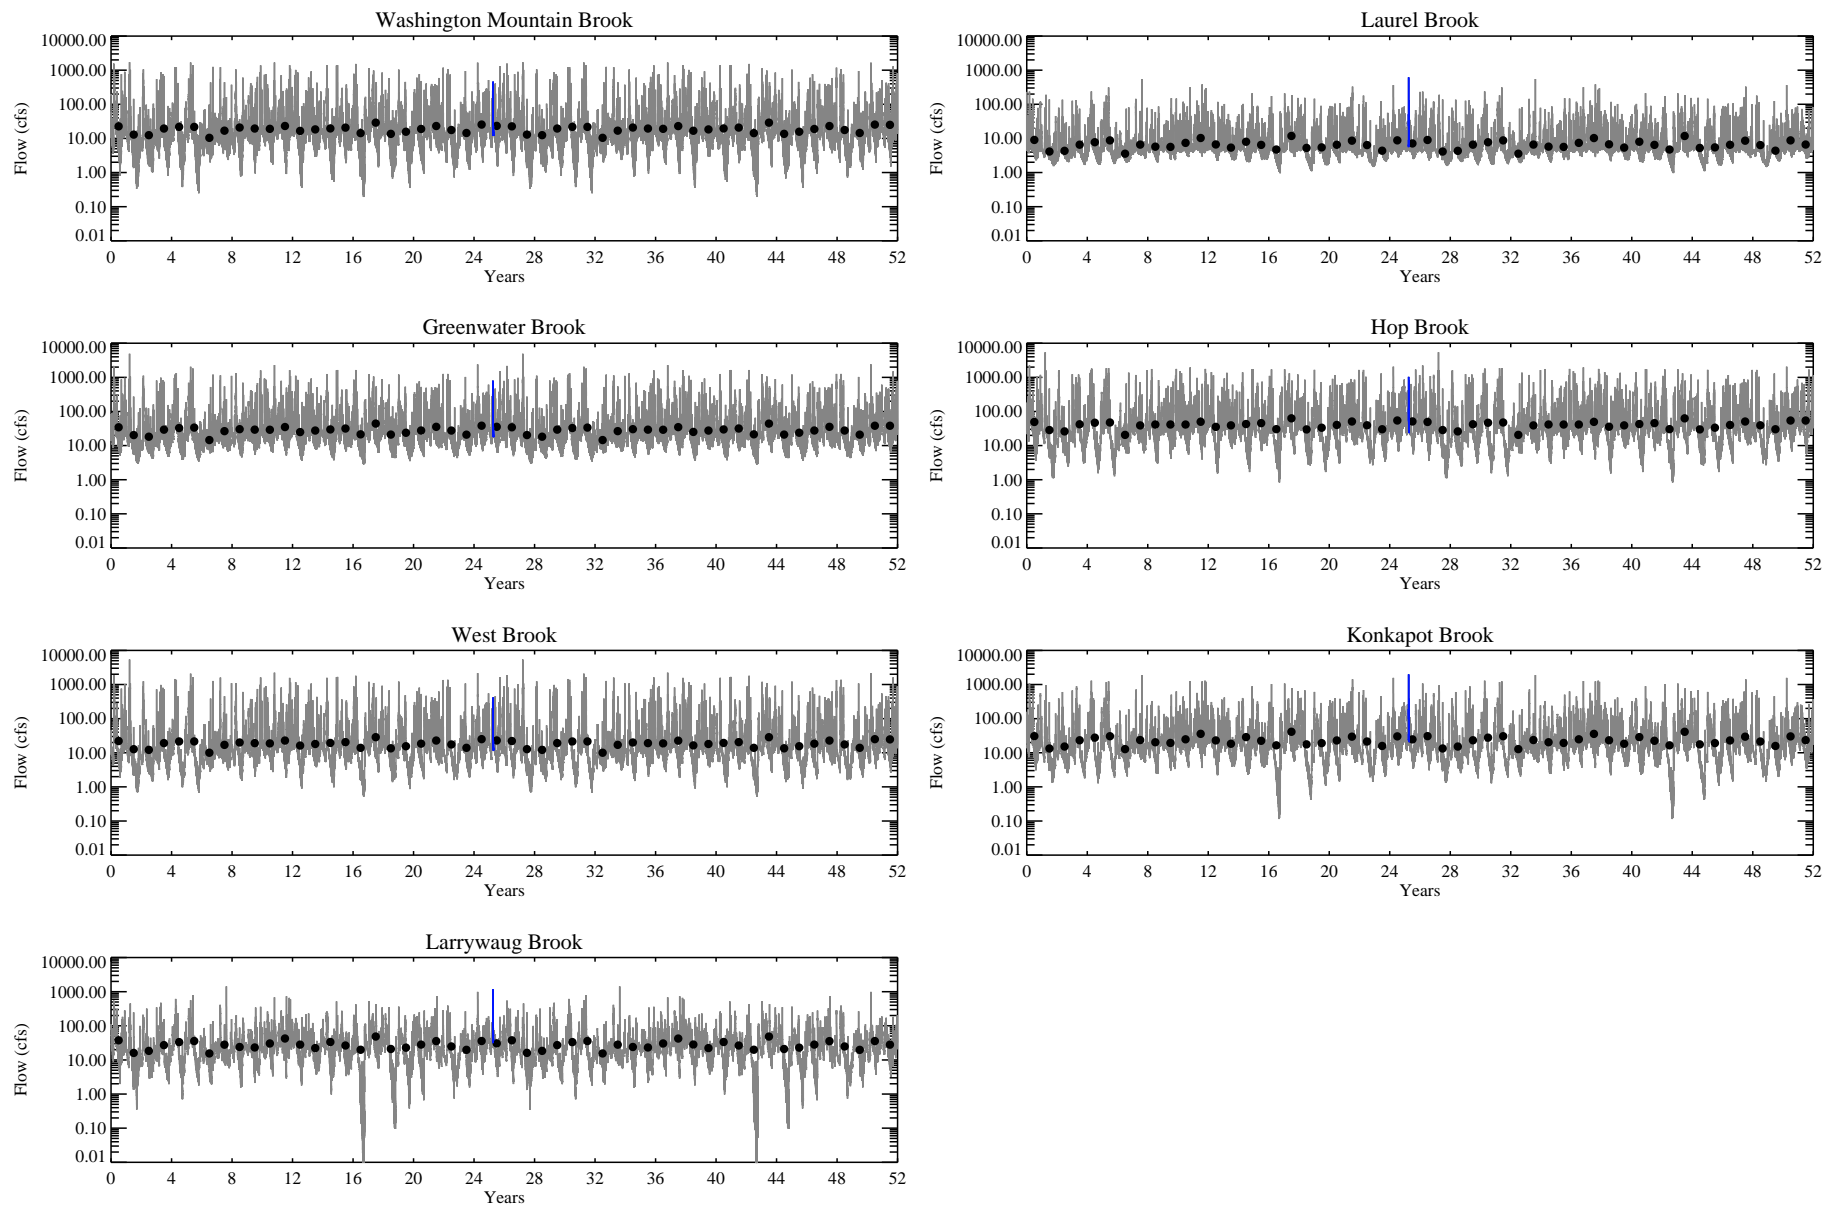 Washington Mountain Brook
10000.00
1000.00
100.00
10.00
1.00
0.10
0.01
Flow (cfs)
0 4 8 12 16 20 24 28 32 36 40 44 48 52
Years
Laurel Brook
10000.00
1000.00
100.00
10.00
1.00
0.10
0.01
Flow (cfs)
0 4 8 12 16 20 24 28 32 36 40 44 48 52
Years
Greenwater Brook
10000.00
1000.00
100.00
10.00
1.00
0.10
0.01
Flow (cfs)
0 4 8 12 16 20 24 28 32 36 40 44 48 52
Years
Hop Brook
10000.00
1000.00
100.00
10.00
1.00
0.10
0.01
Flow (cfs)
0 4 8 12 16 20 24 28 32 36 40 44 48 52
Years
West Brook
10000.00
1000.00
100.00
10.00
1.00
0.10
0.01
Flow (cfs)
0 4 8 12 16 20 24 28 32 36 40 44 48 52
Years
Konkapot Brook
10000.00
1000.00
100.00
10.00
1.00
0.10
0.01
Flow (cfs)
0 4 8 12 16 20 24 28 32 36 40 44 48 52
Years
Larrywaug Brook
10000.00
1000.00
100.00
10.00
1.00
0.10
0.01
Flow (cfs)
0 4 8 12 16 20 24 28 32 36 40 44 48 52
Years